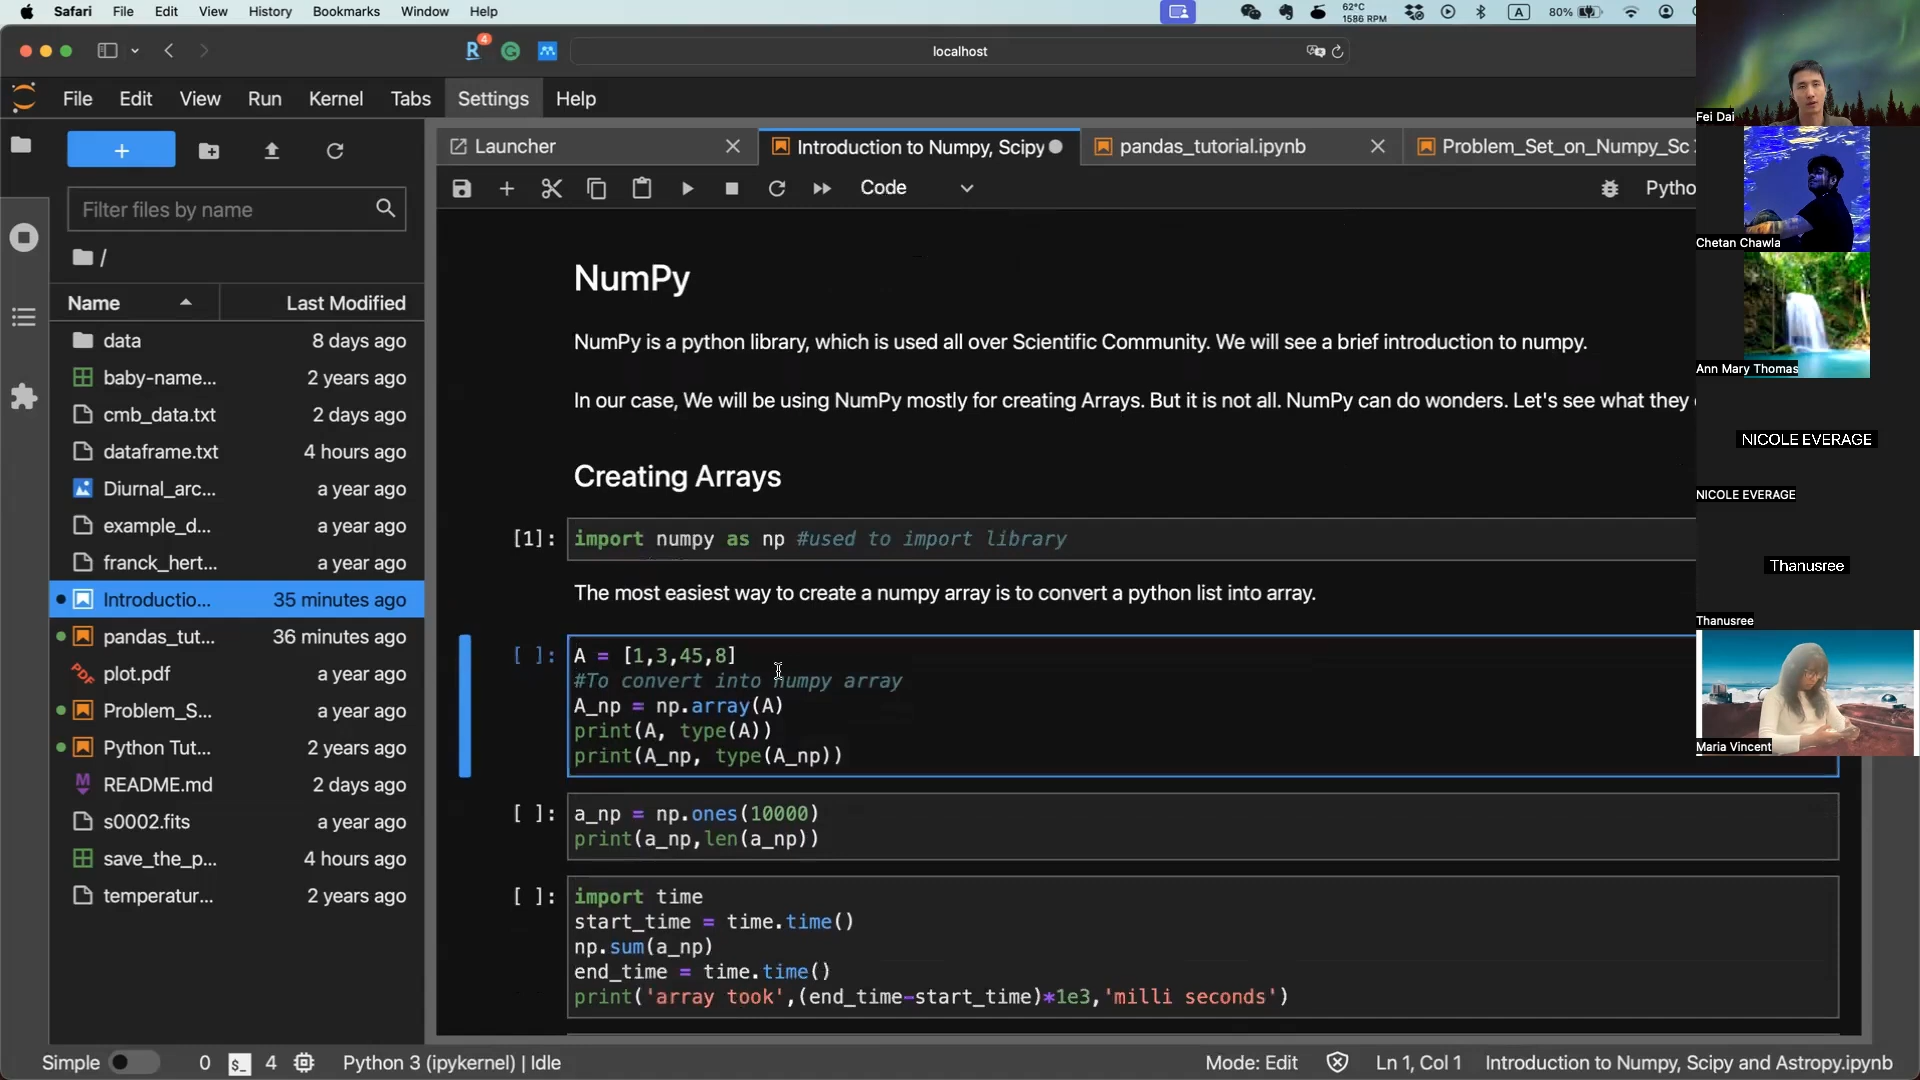 Safari File Edit View History Bookmarks Window Help
62°C
1586 RPM
A
80%
R 4
localhost
File Edit View Run Kernel Tabs Settings Help
+
Filter files by name
/
Name Last Modified
data 8 days ago
baby-name... 2 years ago
cmb_data.txt 2 days ago
dataframe.txt 4 hours ago
Diurnal_arc... a year ago
example_d... a year ago
franck_hert... a year ago
Introductio... 35 minutes ago
pandas_tut... 36 minutes ago
plot.pdf a year ago
Problem_S... a year ago
Python Tut... 2 years ago
README.md 2 days ago
s0002.fits a year ago
save_the_p... 4 hours ago
temperatur... 2 years ago
Launcher
Introduction to Numpy, Scipy
pandas_tutorial.ipynb
Problem_Set_on_Numpy_Sc
Code
Pytho
NumPy
NumPy is a python library, which is used all over Scientific Community. We will see a brief introduction to numpy.
In our case, We will be using NumPy mostly for creating Arrays. But it is not all. NumPy can do wonders. Let's see what they
Creating Arrays
[1]: import numpy as np #used to import library
The most easiest way to create a numpy array is to convert a python list into array.
[ ]: A = [1,3,45,8]
#To convert into numpy array
A_np = np.array(A)
print(A, type(A))
print(A_np, type(A_np))
[ ]: a_np = np.ones(10000)
print(a_np,len(a_np))
[ ]: import time
start_time = time.time()
np.sum(a_np)
end_time = time.time()
print('array took',(end_time-start_time)*1e3,'milli seconds')
Fei Dai
Chetan Chawla
Ann Mary Thomas
NICOLE EVERAGE
NICOLE EVERAGE
Thanusree
Thanusree
Maria Vincent
Simple 0 $_ 4 Python 3 (ipykernel) | Idle
Mode: Edit Ln 1, Col 1 Introduction to Numpy, Scipy and Astropy.ipynb